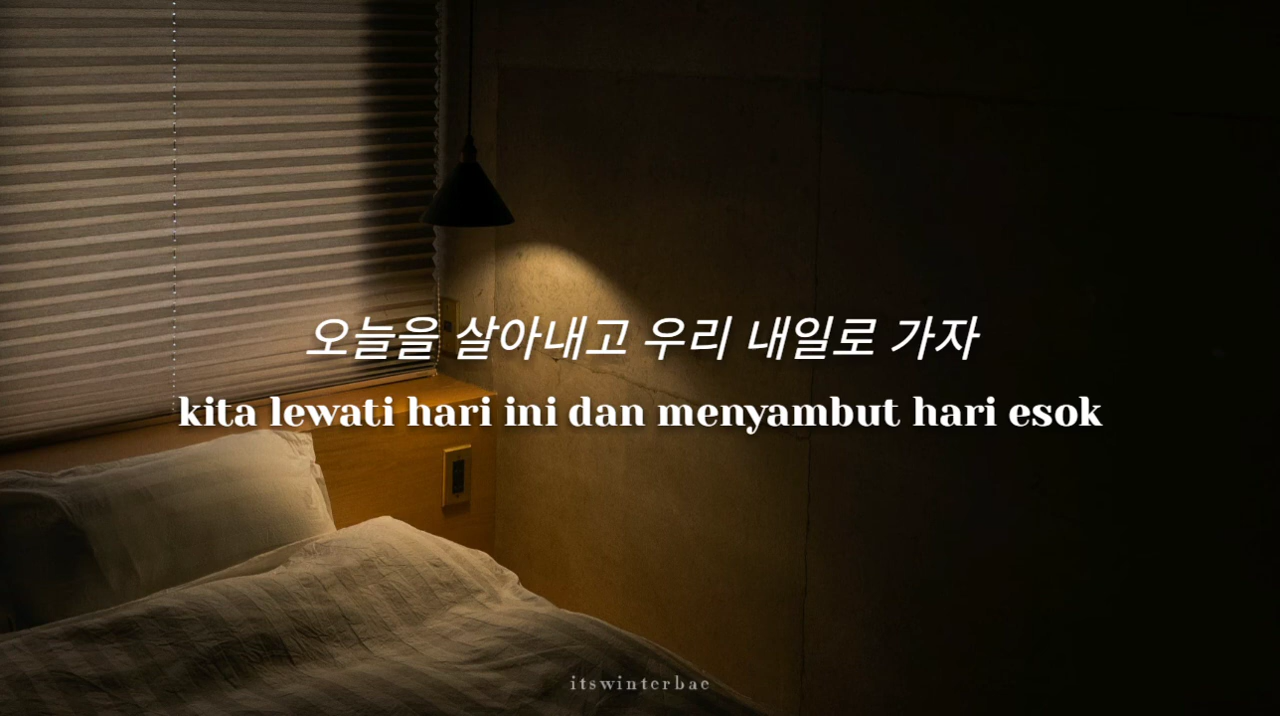 오늘을 살아내고 우리 내일로 가자
kita lewati hari ini dan menyambut hari esok
itswinterbae